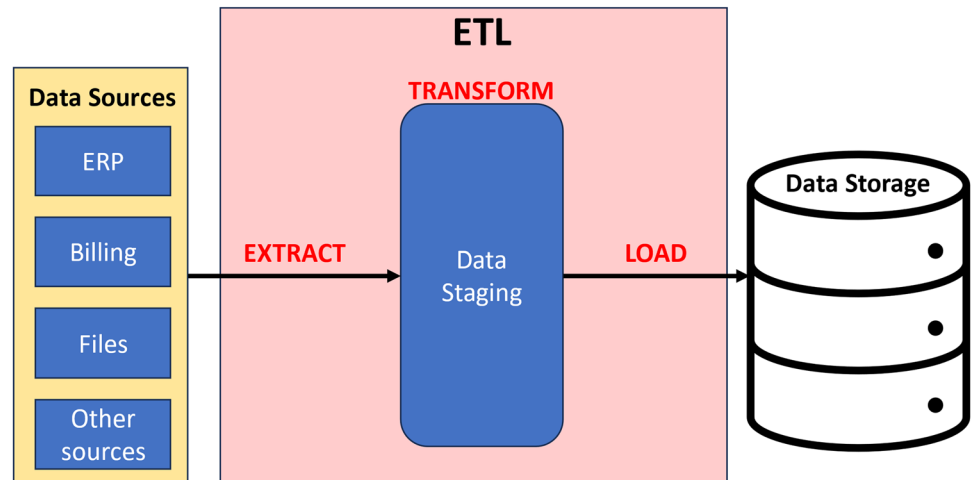 ETL
Data Sources
TRANSFORM
ERP
Billing
Files
Other
sources
EXTRACT
Data
Staging
LOAD
Data Storage